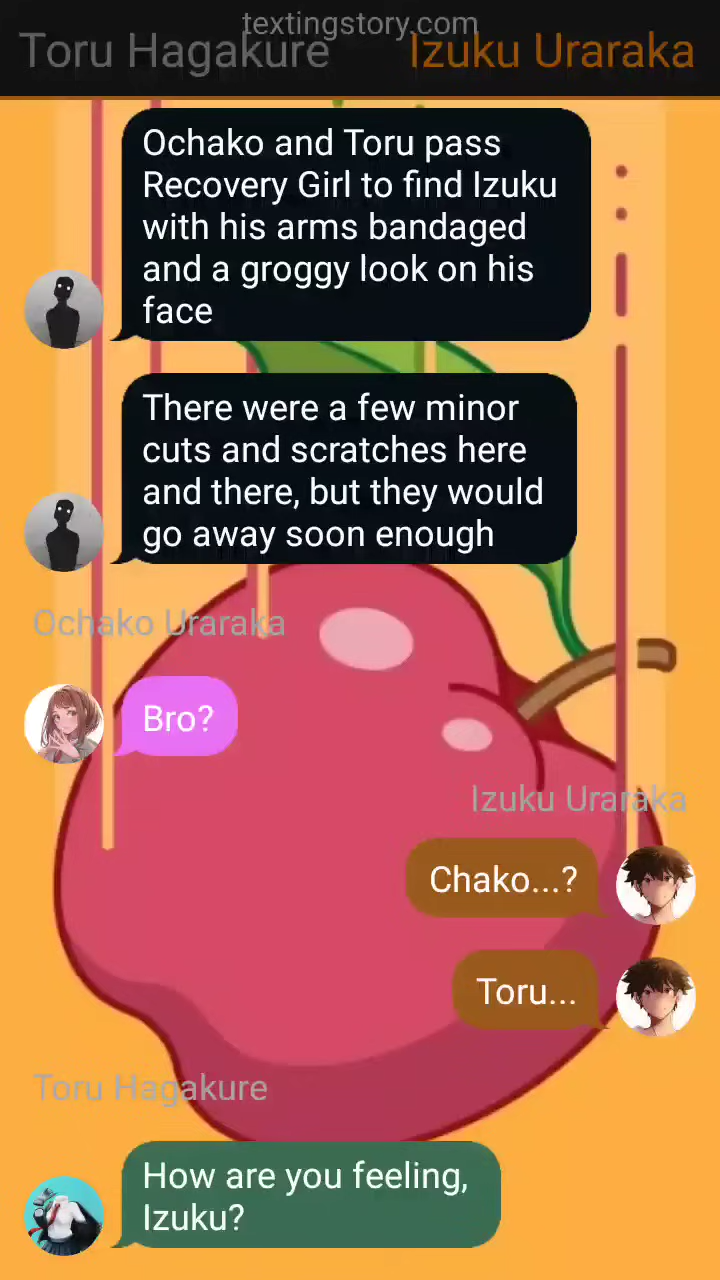 textingstory.com
Toru Hagakure
Izuku Uraraka
Ochako and Toru pass
Recovery Girl to find Izuku
with his arms bandaged
and a groggy look on his
face
There were a few minor
cuts and scratches here
and there, but they would
go away soon enough
Ochako Uraraka
Bro?
Izuku Uraraka
Chako...?
Toru...
Toru Hagakure
How are you feeling,
Izuku?